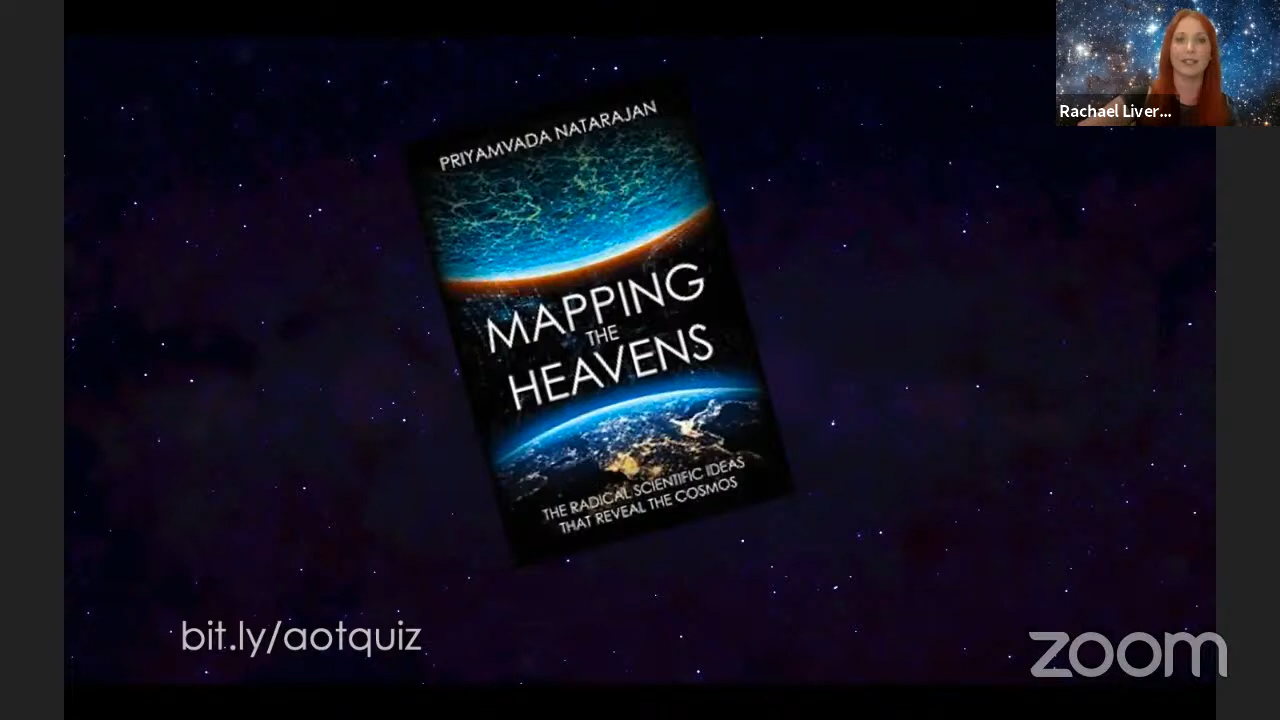 PRIYAMVADA NATARAJAN
MAPPING
THE
HEAVENS
THE RADICAL SCIENTIFIC IDEAS
THAT REVEAL THE COSMOS
Rachael Liver...
bit.ly/aotquiz
zoom